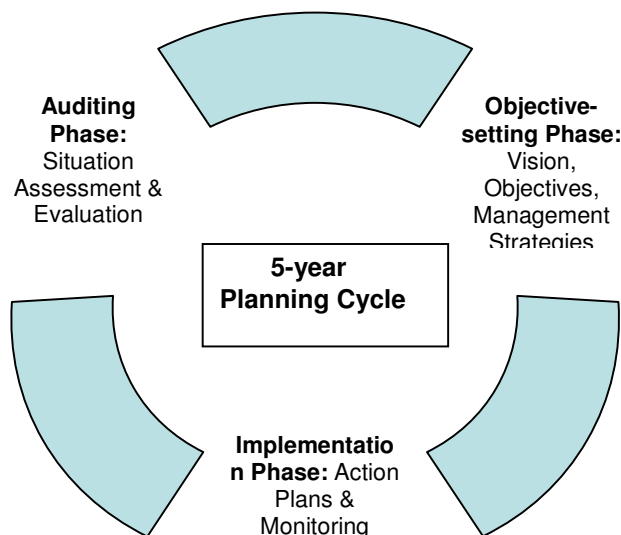 Auditing
Phase:
Situation
Assessment &
Evaluation
Objective-
setting Phase:
Vision,
Objectives,
Management
Strategies
5-year
Planning Cycle
Implementatio
n Phase: Action
Plans &
Monitoring